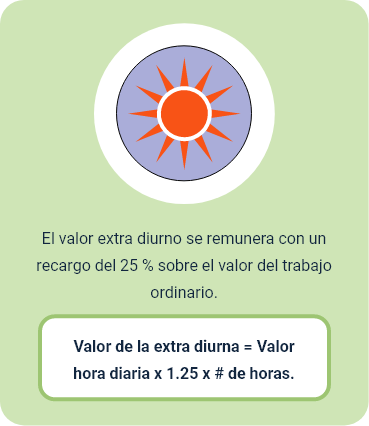 El valor extra diurno se remunera con un
recargo del 25 % sobre el valor del trabajo
ordinario.
Valor de la extra diurna = Valor
hora diaria x 1.25 x # de horas.